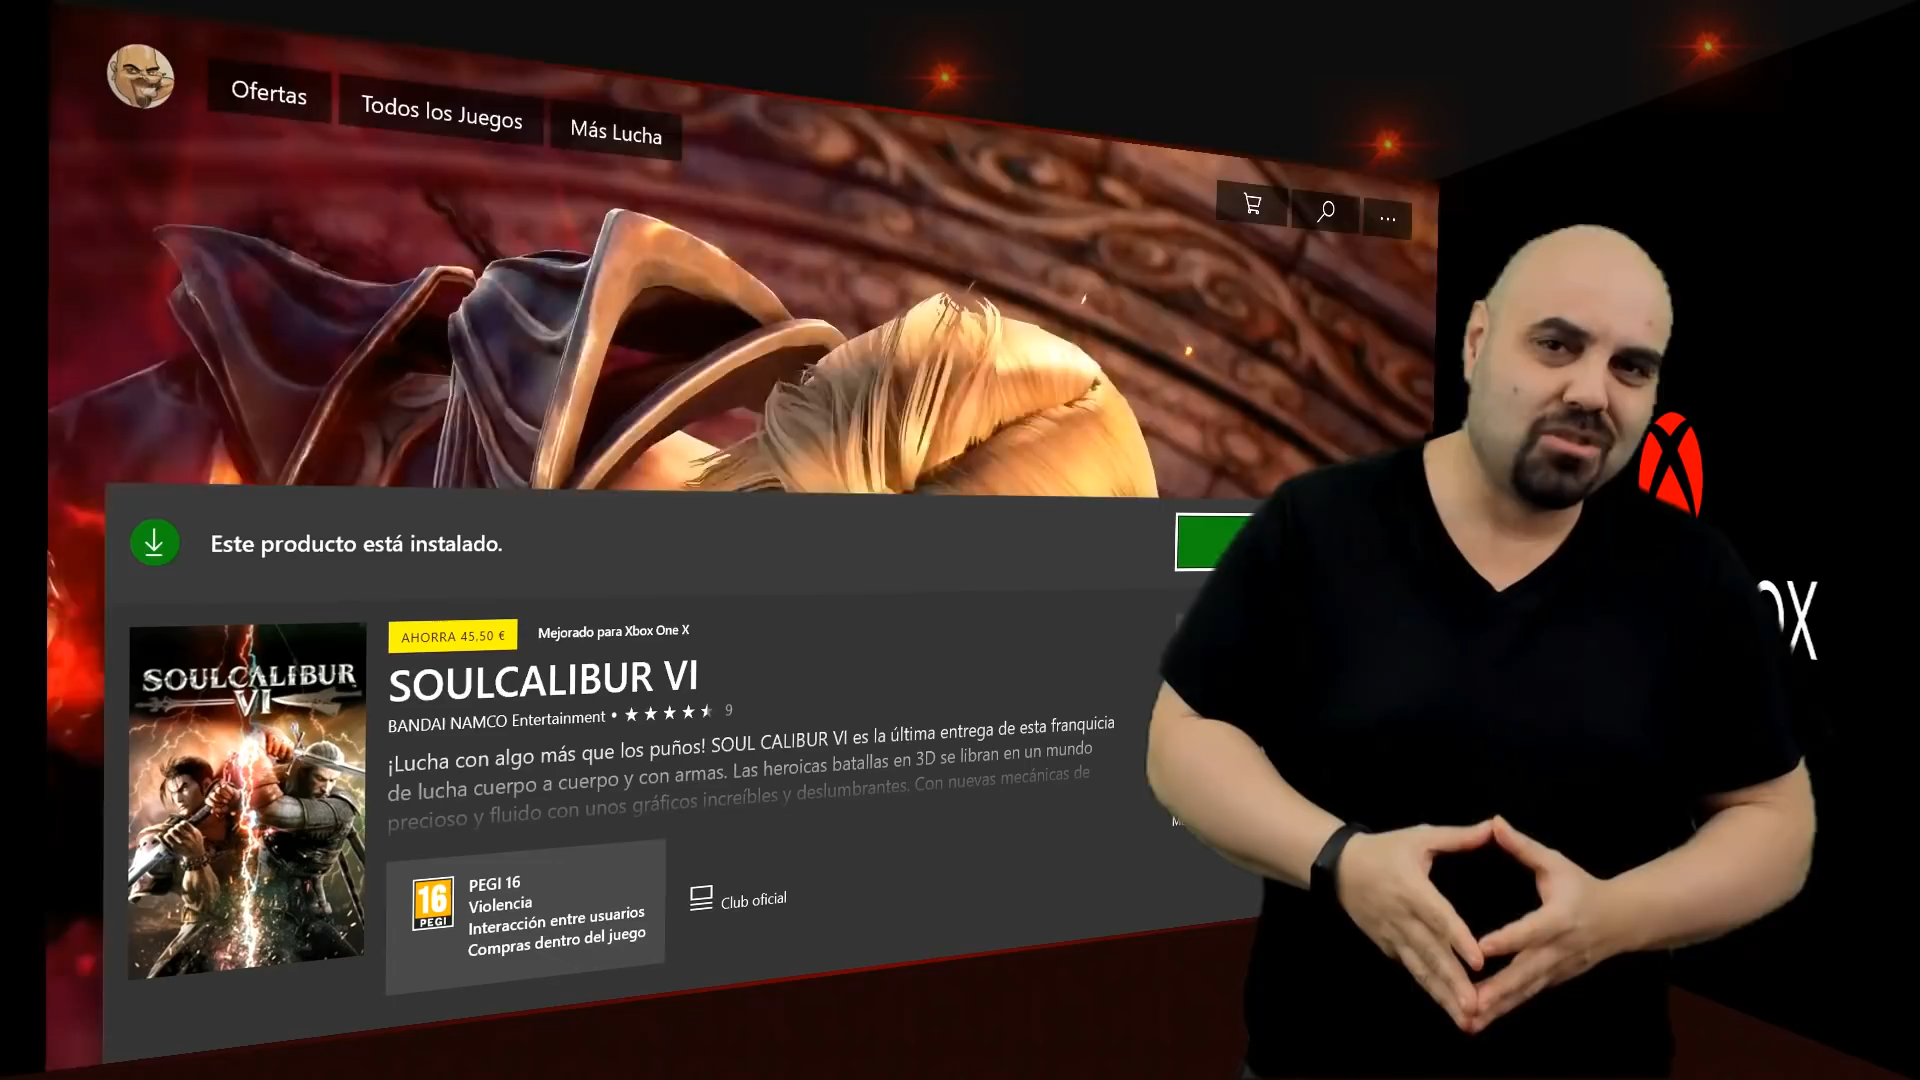 Ofertas
Todos los Juegos
Más Lucha
...
Este producto está instalado.
AHORRA 45,50 €
Mejorado para Xbox One X
SOULCALIBUR VI
BANDAI NAMCO Entertainment • ★★★★ 9
¡Lucha con algo más que los puños! SOUL CALIBUR VI es la última entrega de esta franquicia
de lucha cuerpo a cuerpo y con armas. Las heroicas batallas en 3D se libran en un mundo
precioso y fluido con unos gráficos increíbles y deslumbrantes. Con nuevas mecánicas de
SOULCALIBUR
VI
16
PEGI
PEGI 16
Violencia
Interacción entre usuarios
Compras dentro del juego
Club oficial
OX